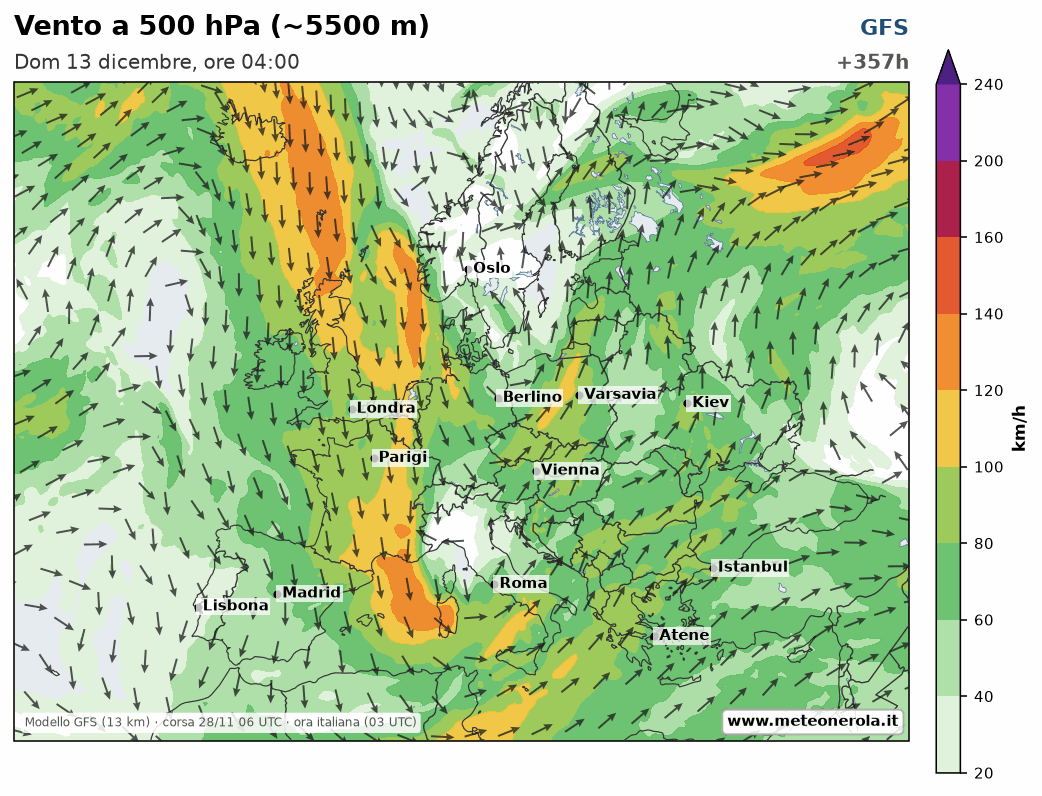 Vento a 500 hPa (~5500 m)
GFS
Dom 13 dicembre, ore 04:00
+357h
240
200
160
140
120
100
80
60
40
20
km/h
Oslo
Londra
Berlino
Varsavia
Kiev
Parigi
Vienna
Lisbona
Madrid
Roma
Istanbul
Atene
Modello GFS (13 km) · corsa 28/11 06 UTC · ora italiana (03 UTC)
www.meteonerola.it